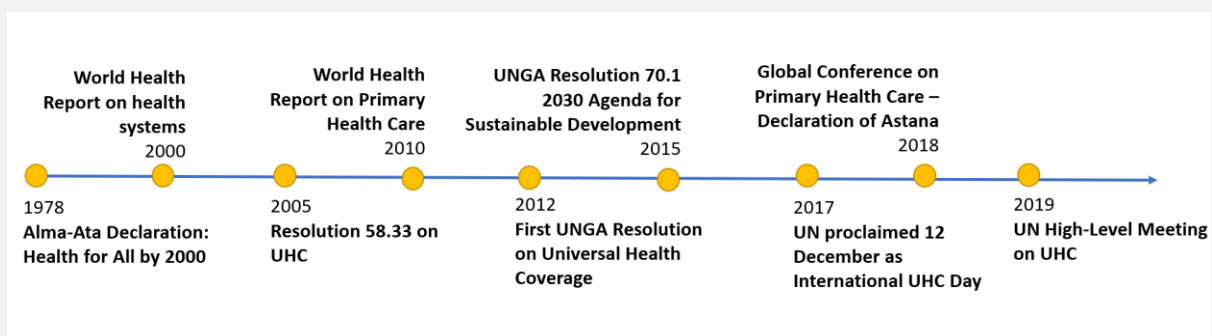 World Health
Report on health
systems
2000
World Health
Report on Primary
Health Care
2010
UNGA Resolution 70.1
2030 Agenda for
Sustainable Development
2015
Global Conference on
Primary Health Care –
Declaration of Astana
2018
1978
Alma-Ata Declaration:
Health for All by 2000
2005
Resolution 58.33 on
UHC
2012
First UNGA Resolution
on Universal Health
Coverage
2017
UN proclaimed 12
December as
International UHC Day
2019
UN High-Level Meeting
on UHC